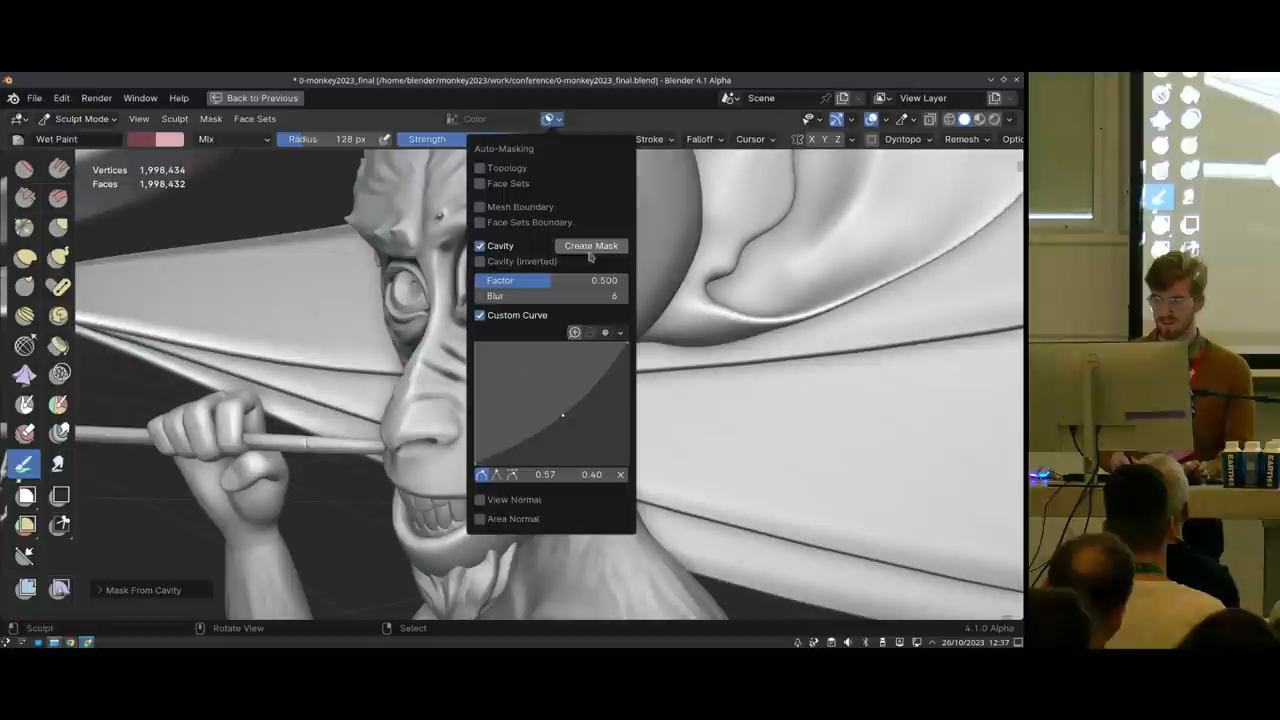 * 0-monkey2023_final [/home/blender/monkey2023/work/conference/0-monkey2023_final.blend] - Blender 4.1 Alpha
File Edit Render Window Help Back to Previous Scene View Layer
Sculpt Mode View Sculpt Mask Face Sets Color
Wet Paint Mix Radius 128 px Strength Stroke Falloff Cursor X Y Z Dyntopo Remesh Optio
Vertices 1,998,434
Faces 1,998,432
Auto-Masking
Topology
Face Sets
Mesh Boundary
Face Sets Boundary
Cavity Create Mask
Cavity (inverted)
Factor 0.500
Blur 6
Custom Curve
0.57 0.40
View Normal
Area Normal
Mask From Cavity
Sculpt Rotate View Select 4.1.0 Alpha
26/10/2023 12:37